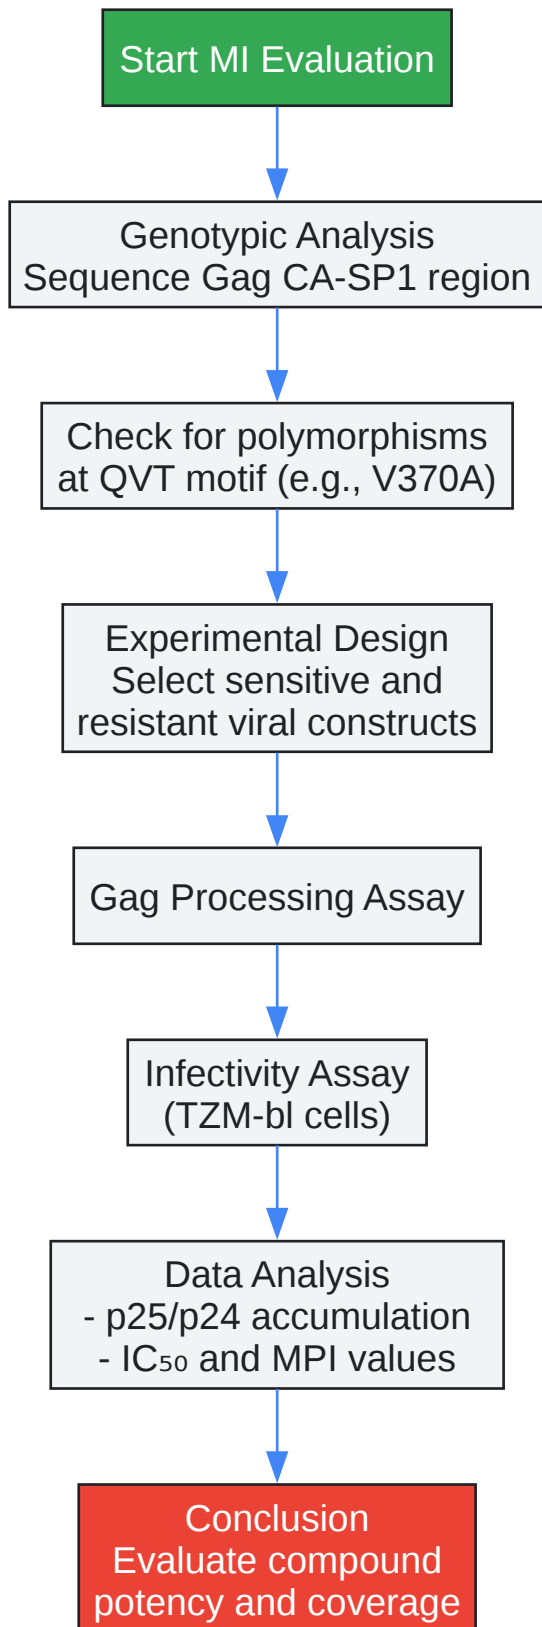 Start MI Evaluation
Genotypic Analysis
Sequence Gag CA-SP1 region
Check for polymorphisms
at QVT motif (e.g., V370A)
Experimental Design
Select sensitive and
resistant viral constructs
Gag Processing Assay
Infectivity Assay
(TZM-bl cells)
Data Analysis
- p25/p24 accumulation
- IC₅₀ and MPI values
Conclusion
Evaluate compound
potency and coverage